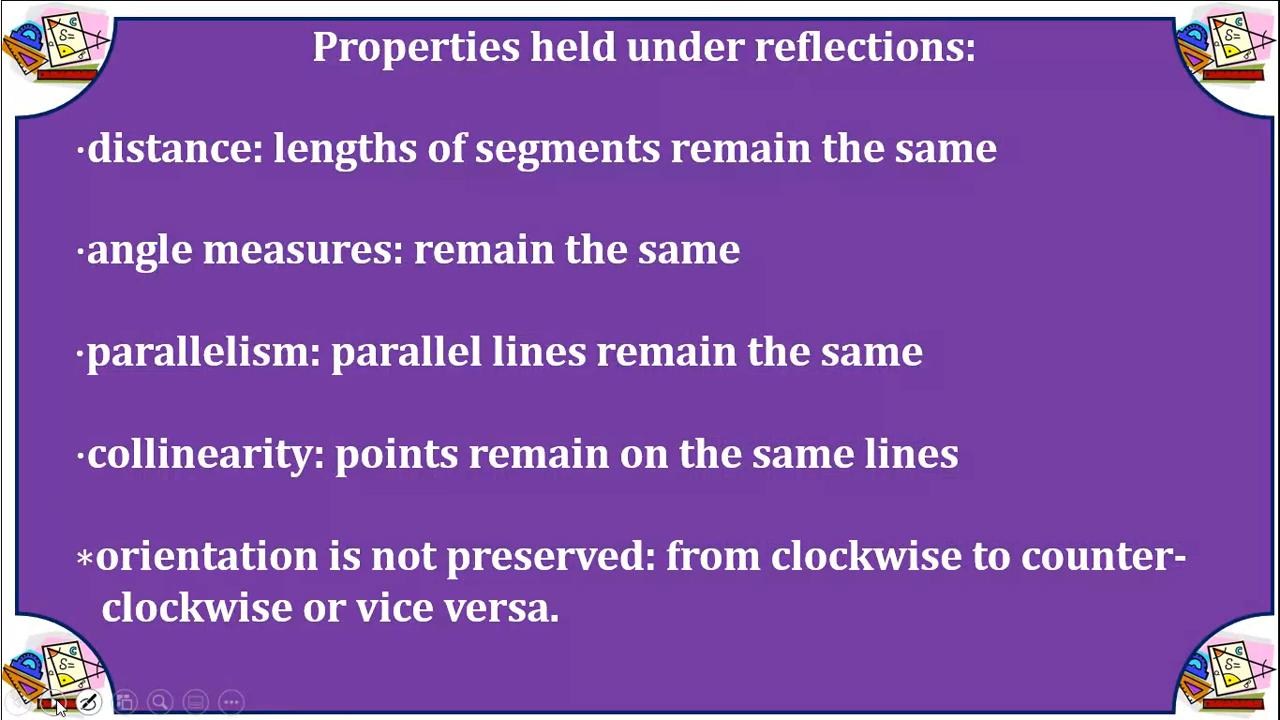 Properties held under reflections:
·distance: lengths of segments remain the same
·angle measures: remain the same
·parallelism: parallel lines remain the same
·collinearity: points remain on the same lines
*orientation is not preserved: from clockwise to counter-
clockwise or vice versa.